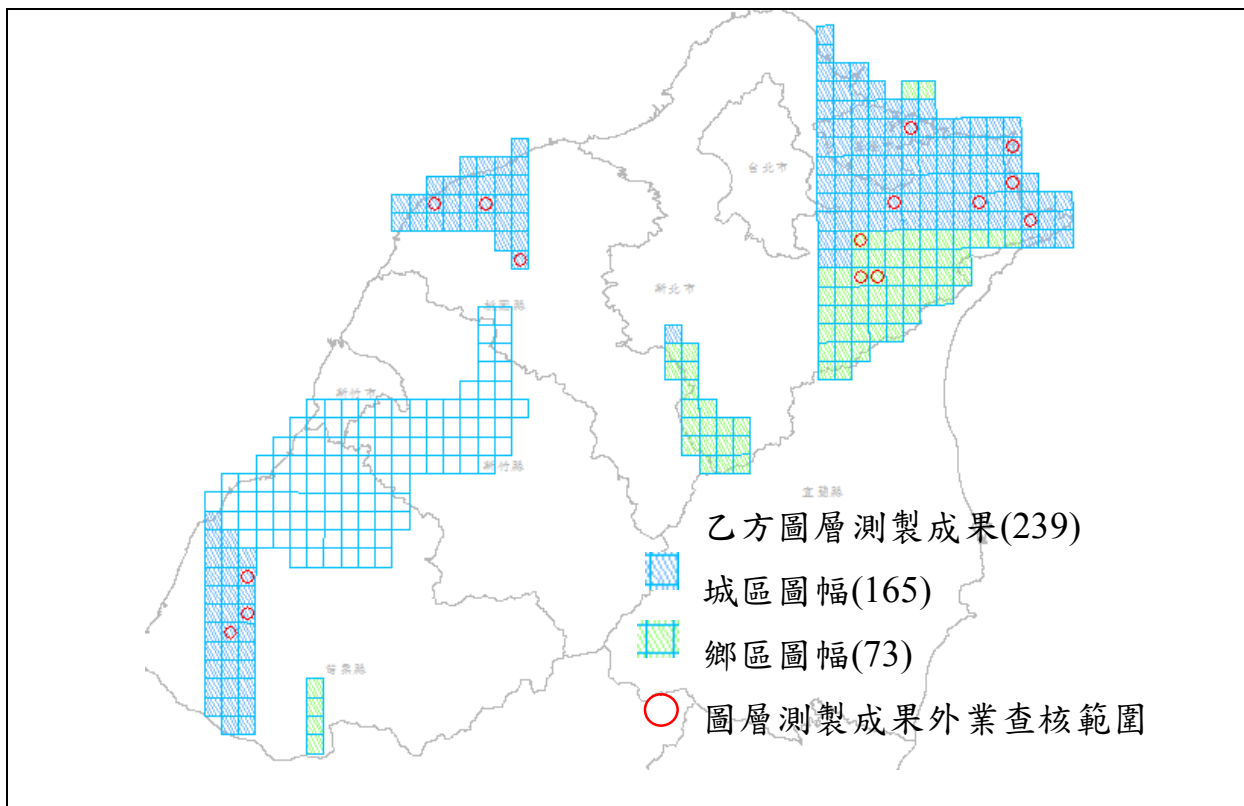 台北市
新北市
桃園縣
新竹市
新竹縣
宜蘭縣
苗栗縣
乙方圖層測製成果(239)
城區圖幅(165)
鄉區圖幅(73)
圖層測製成果外業查核範圍